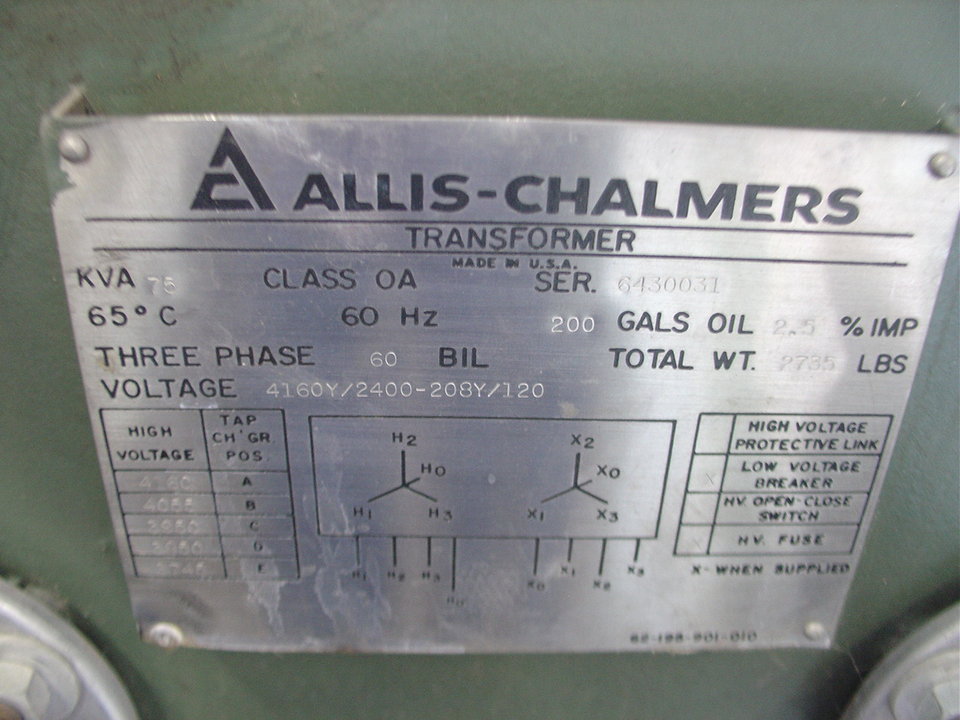 ALLIS-CHALMERS
TRANSFORMER
MADE IN U.S.A.
KVA 75 CLASS OA SER. 6430031
65° C 60 Hz 200 GALS OIL 2.5 % IMP
THREE PHASE 60 BIL TOTAL WT. 2735 LBS
VOLTAGE 4160Y/2400-208Y/120
HIGH VOLTAGE
TAP CH'GR POS.
4160 A
4055 B
3950 C
E
H2
H0
H1 H3
X2
X0
X1 X3
H1 H2 H3
H0
X0 X1 X2 X3
HIGH VOLTAGE
PROTECTIVE LINK
X LOW VOLTAGE
BREAKER
HV. OPEN-CLOSE
SWITCH
X HV. FUSE
X-WHEN SUPPLIED